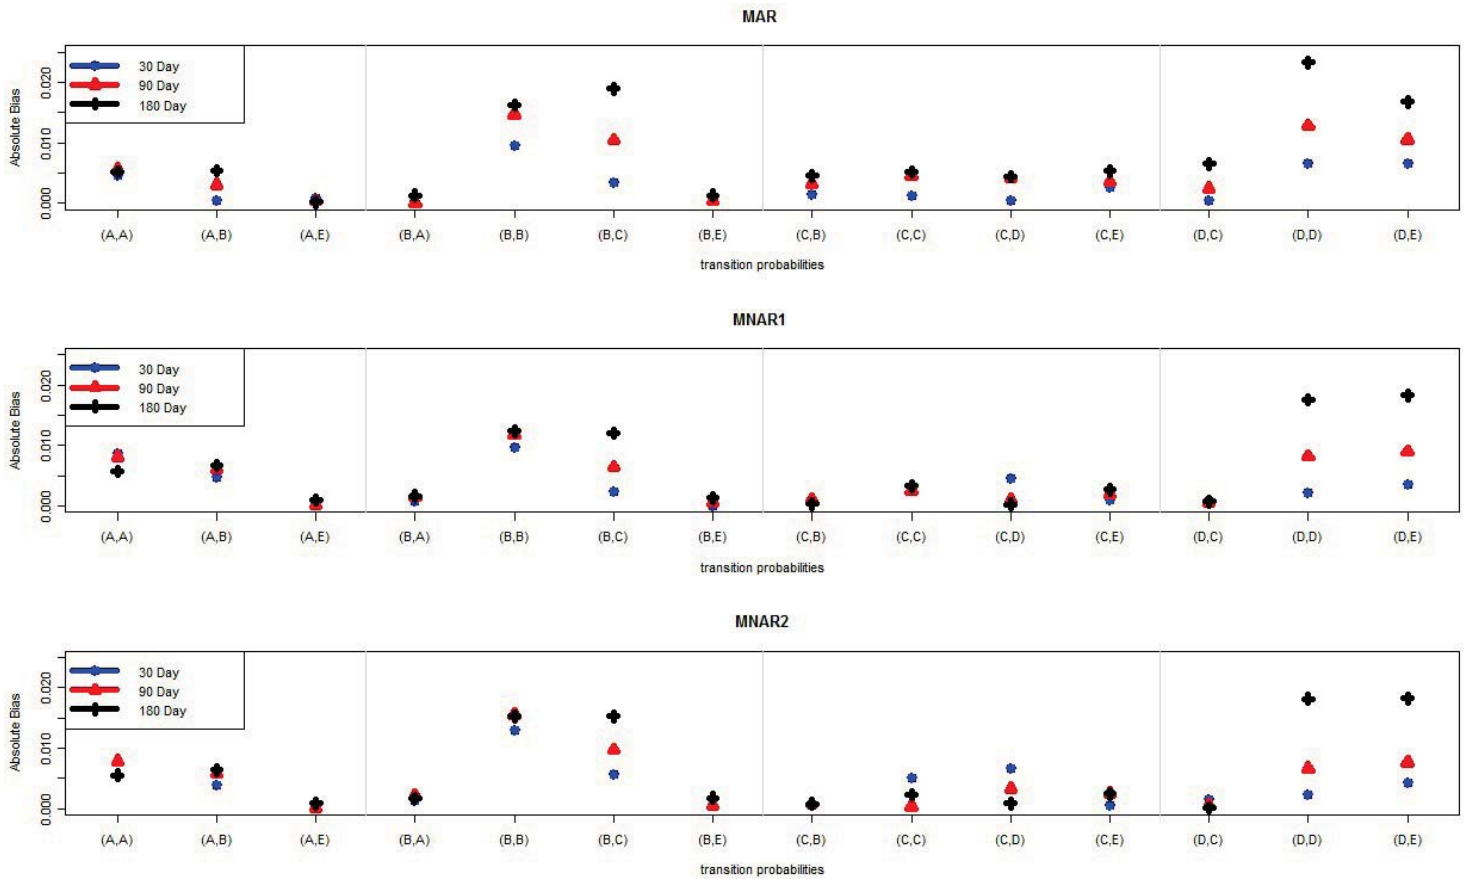 MAR
Absolute Bias
0.020
0.010
0.000
30 Day
90 Day
180 Day
(A,A) (A,B) (A,E) (B,A) (B,B) (B,C) (B,E) (C,B) (C,C) (C,D) (C,E) (D,C) (D,D) (D,E)
transition probabilities
MNAR1
Absolute Bias
0.020
0.010
0.000
30 Day
90 Day
180 Day
(A,A) (A,B) (A,E) (B,A) (B,B) (B,C) (B,E) (C,B) (C,C) (C,D) (C,E) (D,C) (D,D) (D,E)
transition probabilities
MNAR2
Absolute Bias
0.020
0.010
0.000
30 Day
90 Day
180 Day
(A,A) (A,B) (A,E) (B,A) (B,B) (B,C) (B,E) (C,B) (C,C) (C,D) (C,E) (D,C) (D,D) (D,E)
transition probabilities